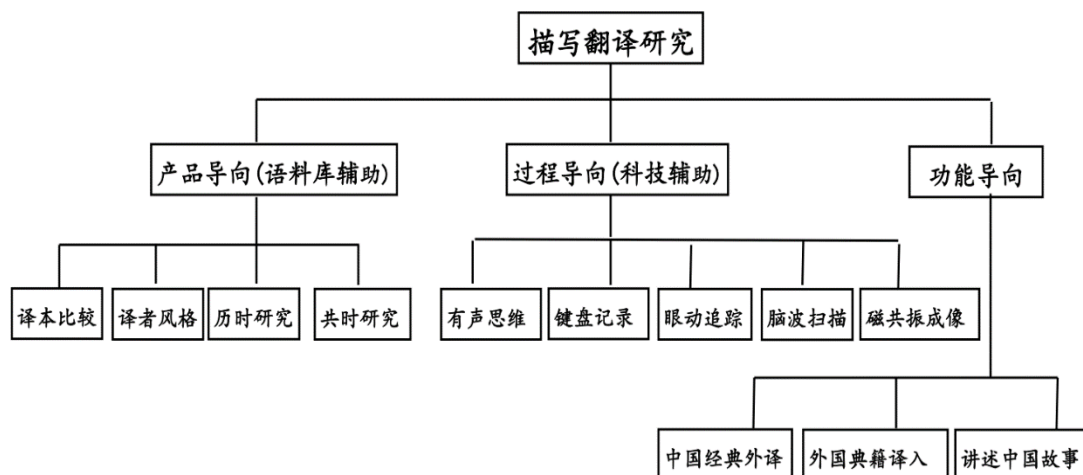 描写翻译研究
产品导向(语料库辅助)
过程导向(科技辅助)
功能导向
译本比较
译者风格
历时研究
共时研究
有声思维
键盘记录
眼动追踪
脑波扫描
磁共振成像
中国经典外译
外国典籍译入
讲述中国故事